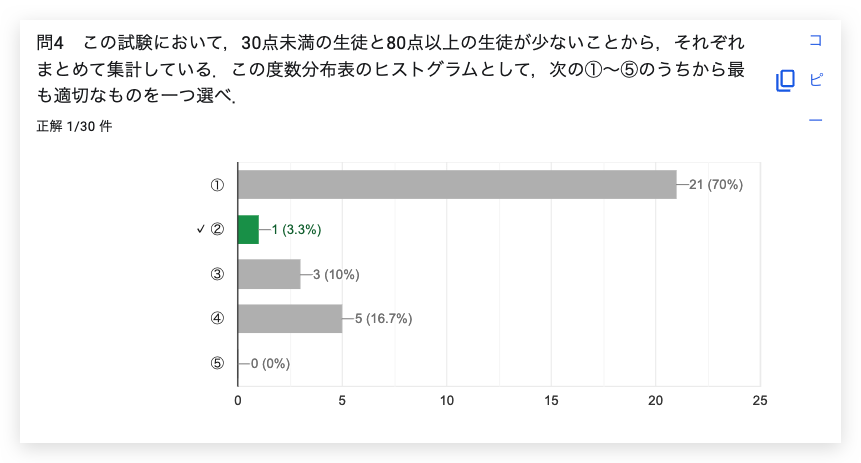 問4　この試験において，30点未満の生徒と80点以上の生徒が少ないことから，それぞれ
まとめて集計している．この度数分布表のヒストグラムとして，次の①〜⑤のうちから最
も適切なものを一つ選べ．
コピー
正解 1/30 件
① 21 (70%)
✓ ② 1 (3.3%)
③ 3 (10%)
④ 5 (16.7%)
⑤ 0 (0%)
0 5 10 15 20 25